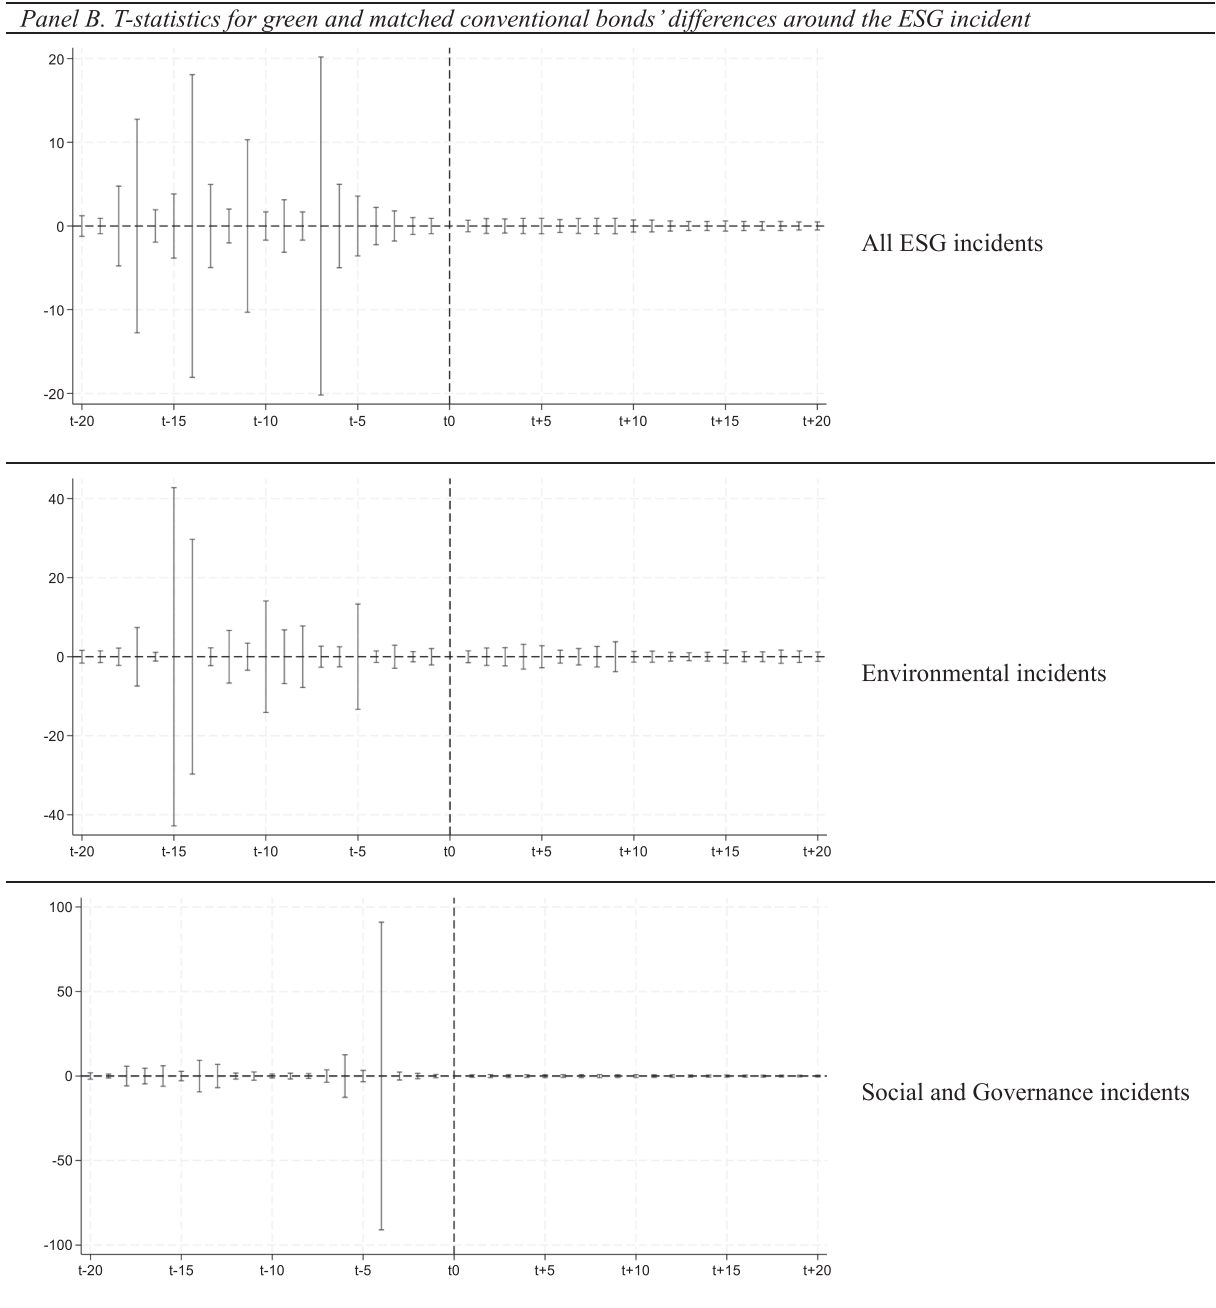 Panel B. T-statistics for green and matched conventional bonds' differences around the ESG incident
20
10
0
-10
-20
t-20 t-15 t-10 t-5 t0 t+5 t+10 t+15 t+20
All ESG incidents
40
20
0
-20
-40
t-20 t-15 t-10 t-5 t0 t+5 t+10 t+15 t+20
Environmental incidents
100
50
0
-50
-100
t-20 t-15 t-10 t-5 t0 t+5 t+10 t+15 t+20
Social and Governance incidents